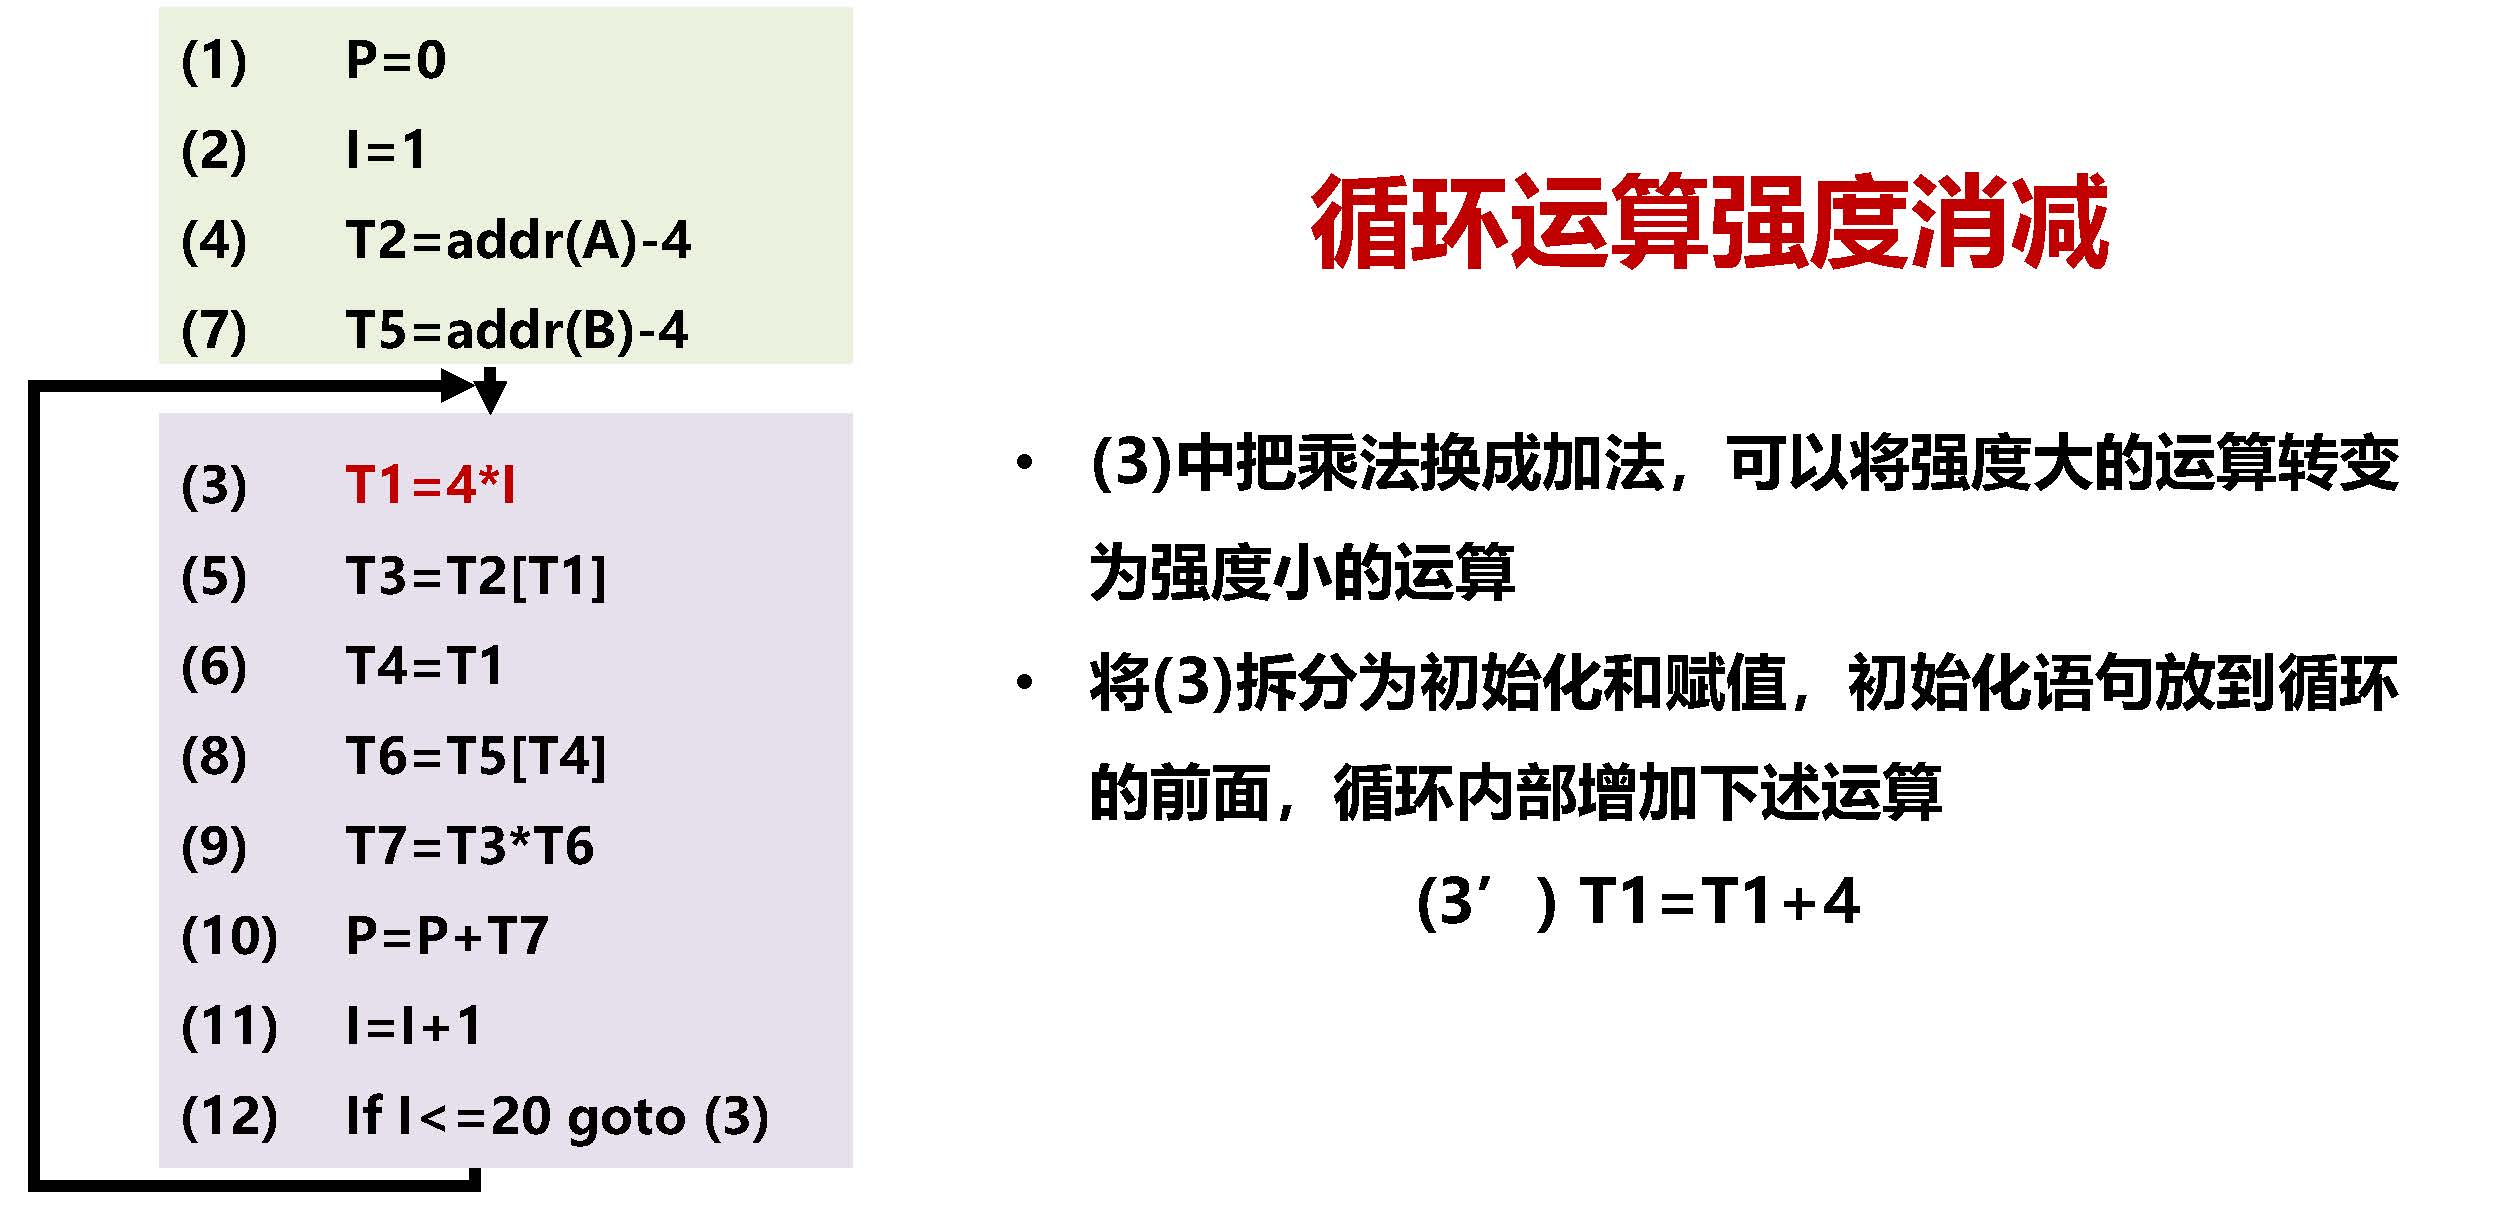 (1) P=0
(2) I=1
(4) T2=addr(A)-4
(7) T5=addr(B)-4
(3) T1=4*I
(5) T3=T2[T1]
(6) T4=T1
(8) T6=T5[T4]
(9) T7=T3*T6
(10) P=P+T7
(11) I=I+1
(12) If I<=20 goto (3)
循环运算强度消减
• (3)中把乘法换成加法，可以将强度大的运算转变
为强度小的运算
• 将(3)拆分为初始化和赋值，初始化语句放到循环
的前面，循环内部增加下述运算
(3’) T1=T1+4